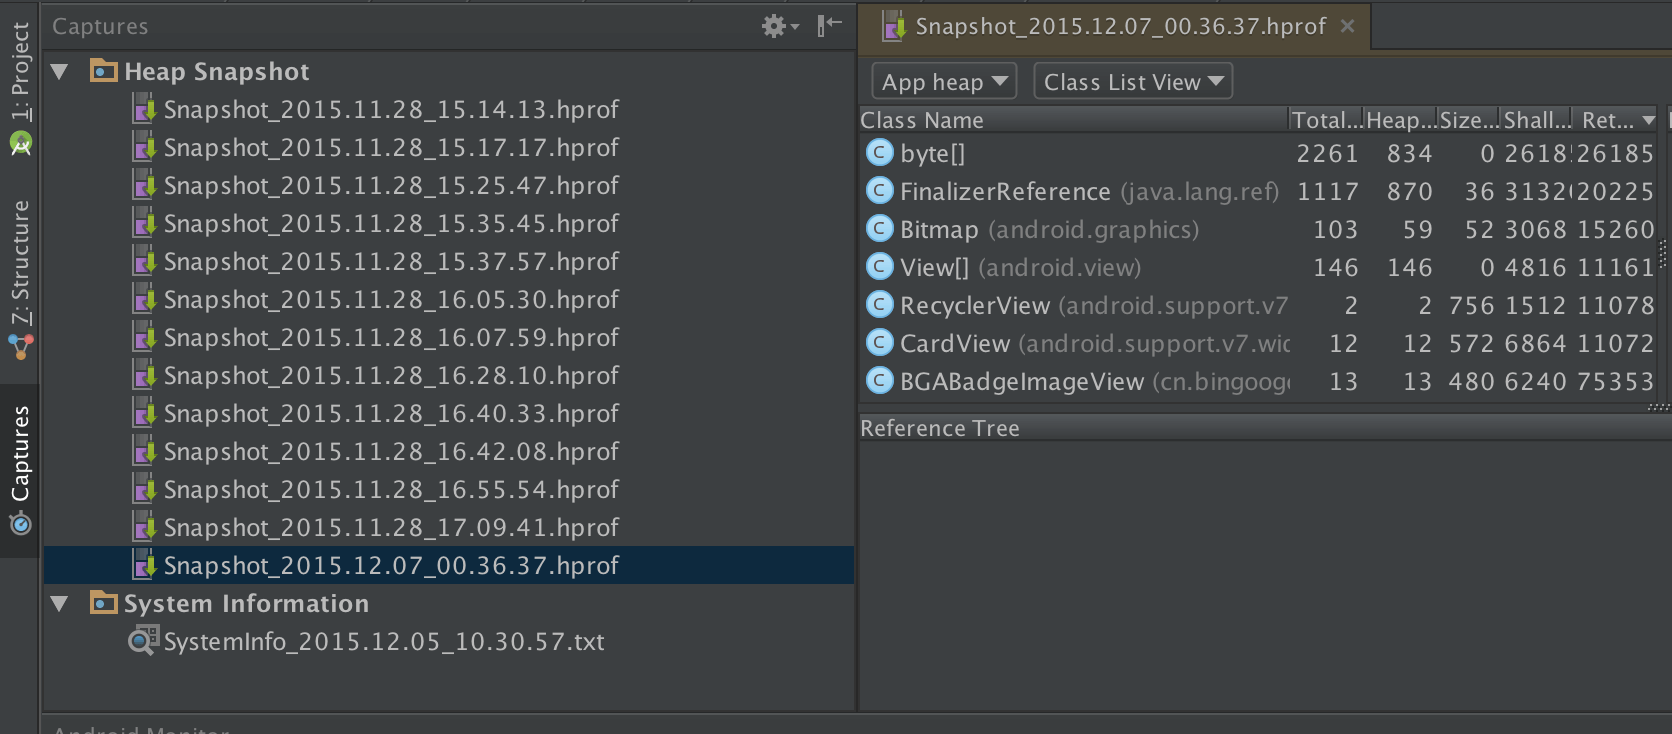 1: Project
7: Structure
Captures
Captures
Heap Snapshot
Snapshot_2015.11.28_15.14.13.hprof
Snapshot_2015.11.28_15.17.17.hprof
Snapshot_2015.11.28_15.25.47.hprof
Snapshot_2015.11.28_15.35.45.hprof
Snapshot_2015.11.28_15.37.57.hprof
Snapshot_2015.11.28_16.05.30.hprof
Snapshot_2015.11.28_16.07.59.hprof
Snapshot_2015.11.28_16.28.10.hprof
Snapshot_2015.11.28_16.40.33.hprof
Snapshot_2015.11.28_16.42.08.hprof
Snapshot_2015.11.28_16.55.54.hprof
Snapshot_2015.11.28_17.09.41.hprof
Snapshot_2015.12.07_00.36.37.hprof
System Information
SystemInfo_2015.12.05_10.30.57.txt
Android Monitor
Snapshot_2015.12.07_00.36.37.hprof
App heap Class List View
Class Name Total... Heap... Size... Shall... Ret...
C byte[] 2261 834 0 2618 26185
C FinalizerReference (java.lang.ref) 1117 870 36 3132 20225
C Bitmap (android.graphics) 103 59 52 3068 15260
C View[] (android.view) 146 146 0 4816 11161
C RecyclerView (android.support.v7 2 2 756 1512 11078
C CardView (android.support.v7.wid 12 12 572 6864 11072
C BGABadgeImageView (cn.bingoog 13 13 480 6240 75353
Reference Tree